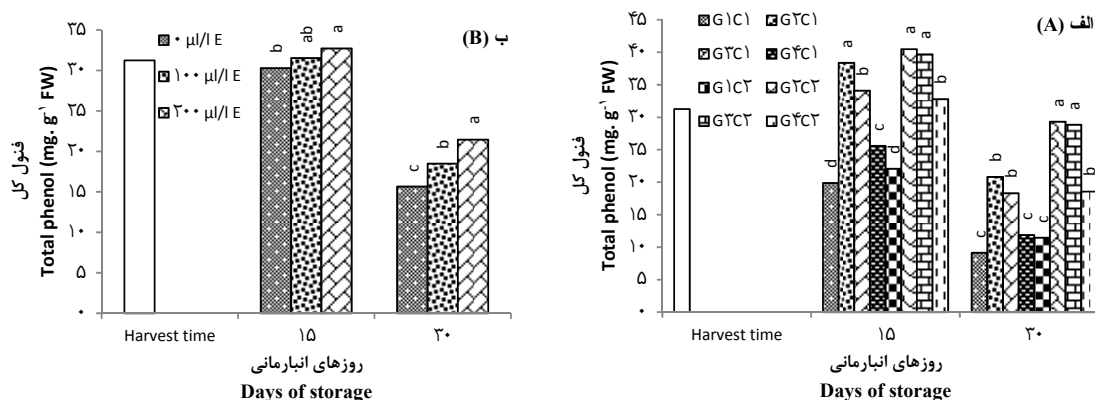 (B) ب
۳۵
۳۰
۲۵
۲۰
۱۵
۱۰
۵
۰
فنول کل
Total phenol (mg. g⁻¹ FW)
۰ µl/l E
۱۰۰ µl/l E
۲۰۰ µl/l E
b
ab
a
c
b
a
Harvest time
۱۵
۳۰
روزهای انبارمانی
Days of storage
(A) الف
۴۵
۴۰
۳۵
۳۰
۲۵
۲۰
۱۵
۱۰
۵
۰
فنول کل
Total phenol (mg. g⁻¹ FW)
G۱C۱ G۲C۱
G۳C۱ G۴C۱
G۱C۲ G۲C۲
G۳C۲ G۴C۲
d
a
b
c
d
a
a
b
c
b
b
c
c
a
a
b
Harvest time
۱۵
۳۰
روزهای انبارمانی
Days of storage